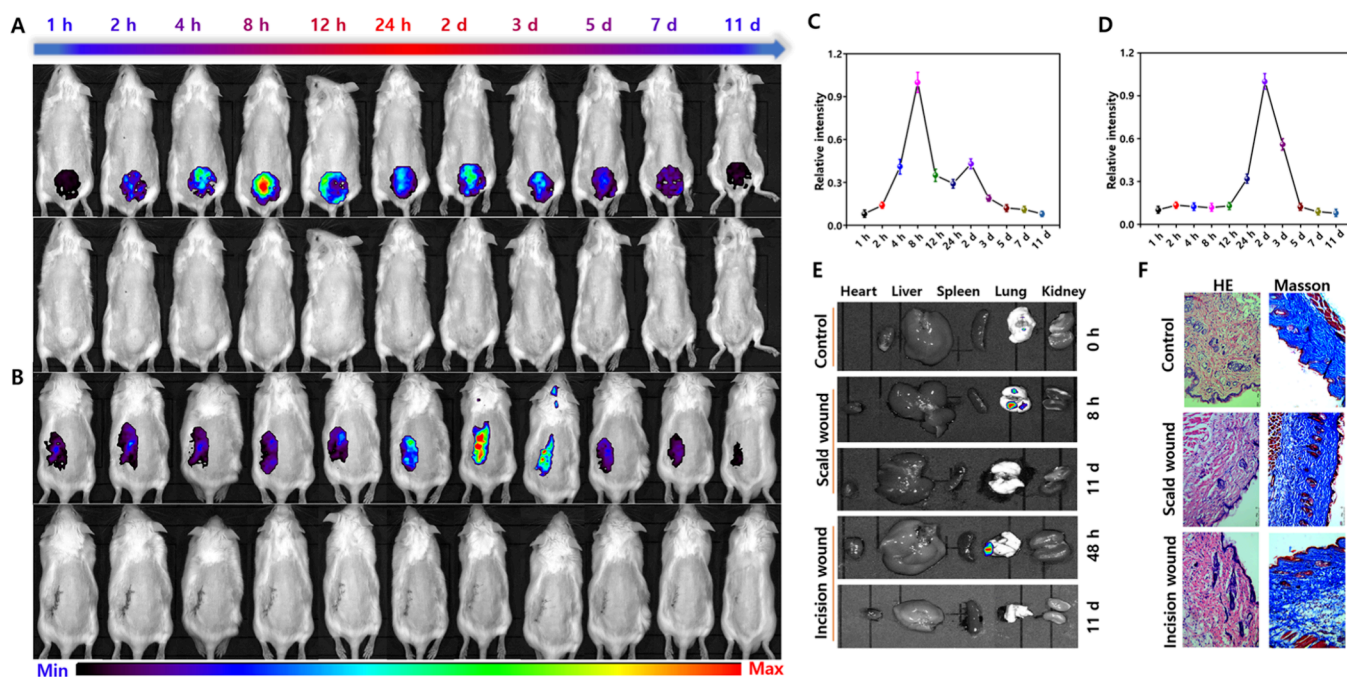 A
1 h 2 h 4 h 8 h 12 h 24 h 2 d 3 d 5 d 7 d 11 d
B
Min Max
C
Relative intensity
1.2
0.9
0.6
0.3
0.0
1 h 2 h 4 h 8 h 12 h 24 h 2 d 3 d 5 d 7 d 11 d
D
Relative intensity
1.2
0.9
0.6
0.3
0.0
1 h 2 h 4 h 8 h 12 h 24 h 2 d 3 d 5 d 7 d 11 d
E
Heart Liver Spleen Lung Kidney
Control
0 h
Scald wound
8 h
11 d
Incision wound
48 h
11 d
F
HE Masson
Control
Scald wound
Incision wound